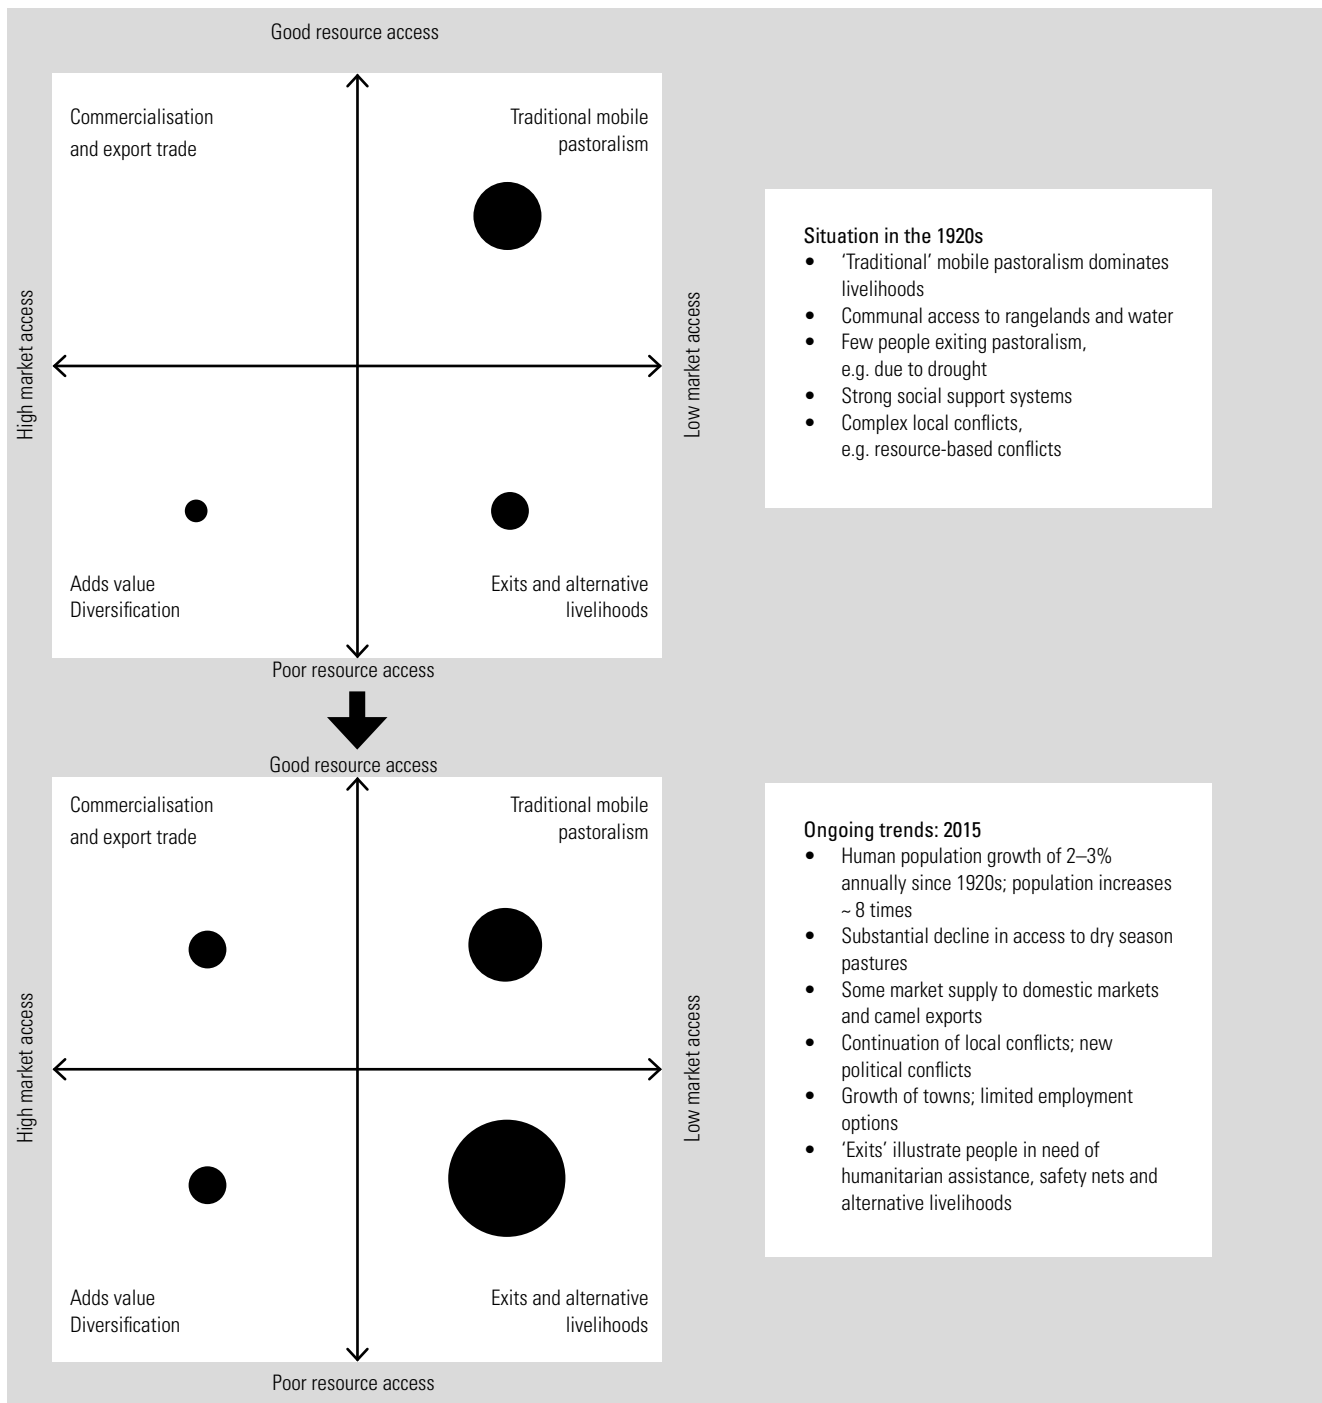 Good resource access
Commercialisation
and export trade
Traditional mobile
pastoralism
High market access
Low market access
Adds value
Diversification
Exits and alternative
livelihoods
Poor resource access
Situation in the 1920s
• ‘Traditional’ mobile pastoralism dominates
livelihoods
• Communal access to rangelands and water
• Few people exiting pastoralism,
e.g. due to drought
• Strong social support systems
• Complex local conflicts,
e.g. resource-based conflicts
Good resource access
Commercialisation
and export trade
Traditional mobile
pastoralism
High market access
Low market access
Adds value
Diversification
Exits and alternative
livelihoods
Poor resource access
Ongoing trends: 2015
• Human population growth of 2–3%
annually since 1920s; population increases
~ 8 times
• Substantial decline in access to dry season
pastures
• Some market supply to domestic markets
and camel exports
• Continuation of local conflicts; new
political conflicts
• Growth of towns; limited employment
options
• ‘Exits’ illustrate people in need of
humanitarian assistance, safety nets and
alternative livelihoods